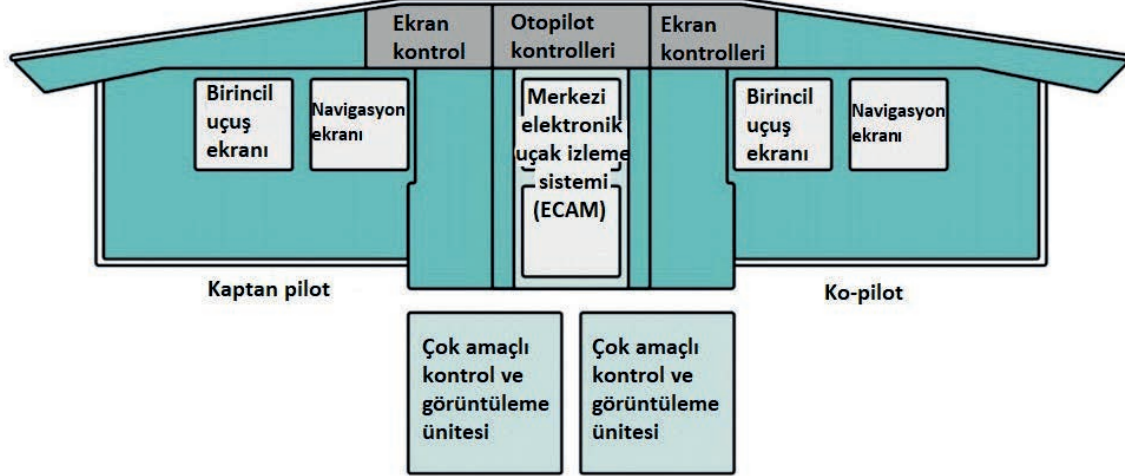 Ekran
kontrol
Otopilot
kontrolleri
Ekran
kontrolleri
Birincil
uçuş
ekranı
Navigasyon
ekranı
Merkezi
elektronik
uçak izleme
sistemi
(ECAM)
Birincil
uçuş
ekranı
Navigasyon
ekranı
Kaptan pilot
Ko-pilot
Çok amaçlı
kontrol ve
görüntüleme
ünitesi
Çok amaçlı
kontrol ve
görüntüleme
ünitesi